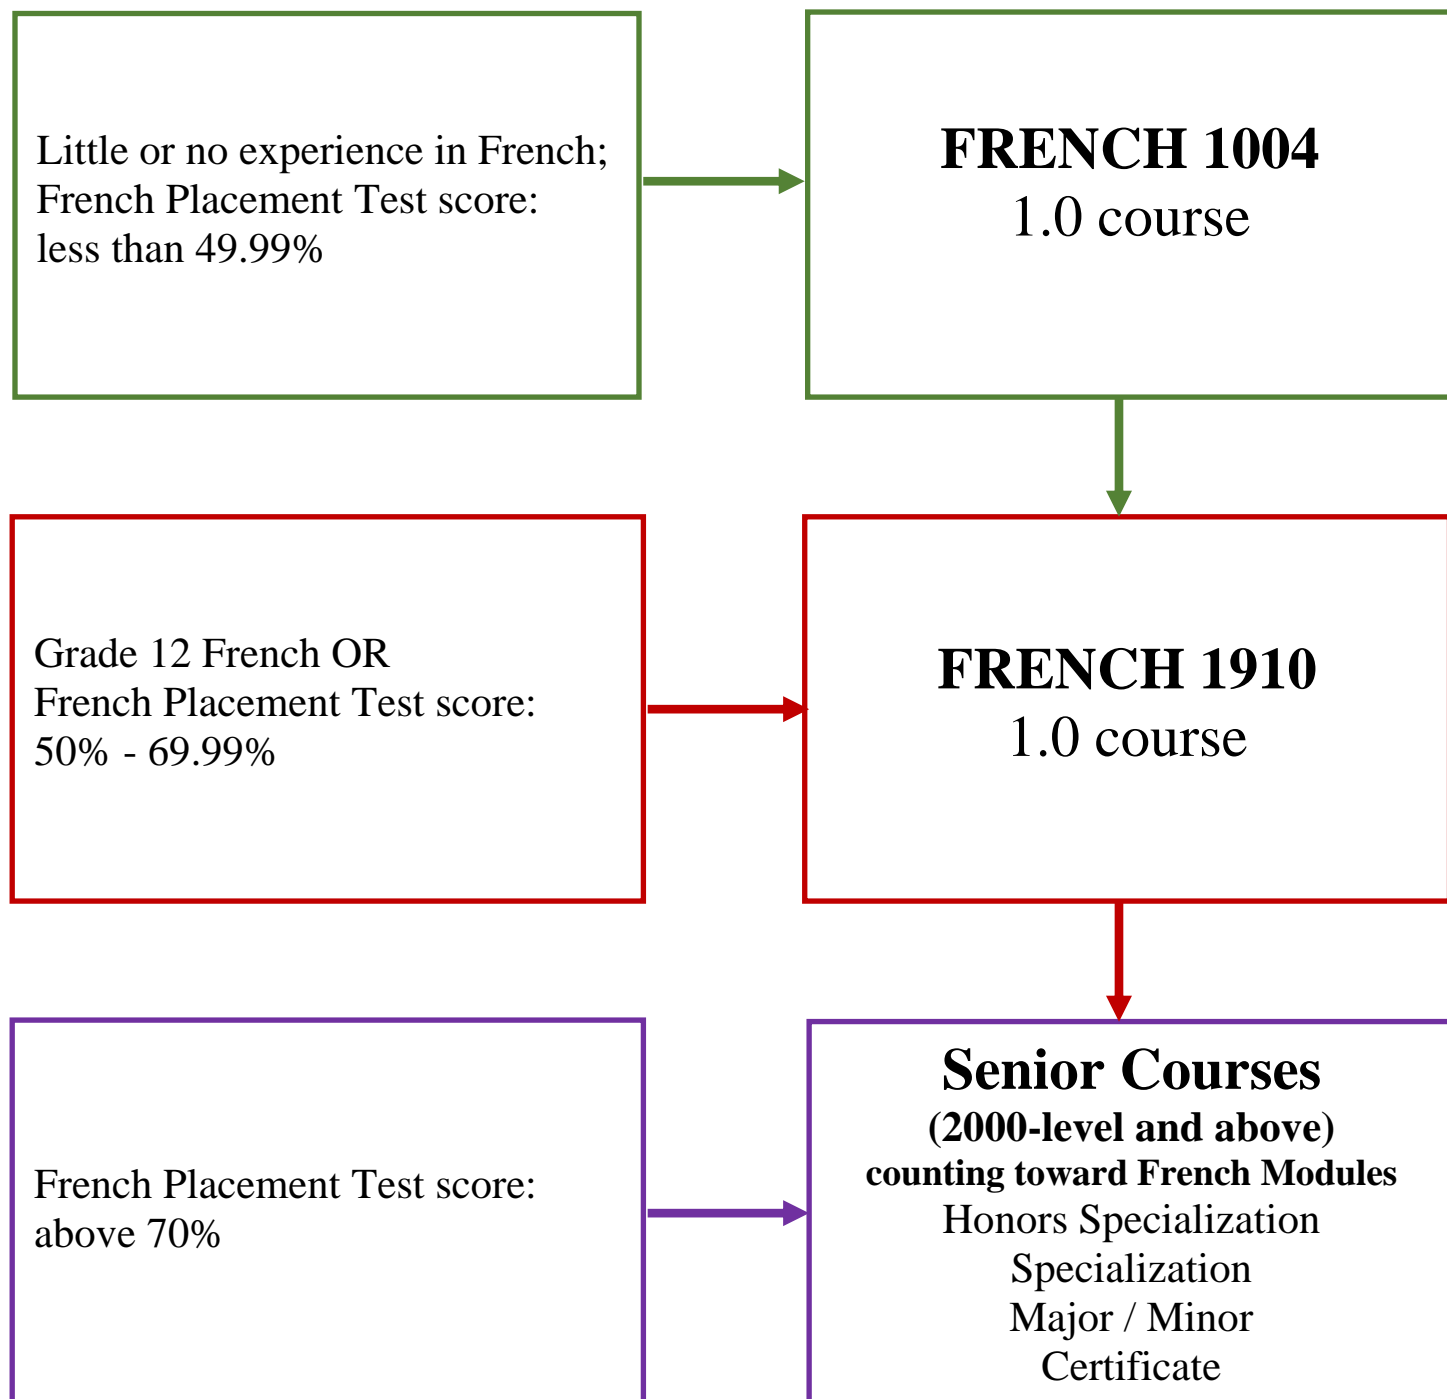 Little or no experience in French;
French Placement Test score:
less than 49.99%
FRENCH 1004
1.0 course
Grade 12 French OR
French Placement Test score:
50% - 69.99%
FRENCH 1910
1.0 course
French Placement Test score:
above 70%
Senior Courses
(2000-level and above)
counting toward French Modules
Honors Specialization
Specialization
Major / Minor
Certificate